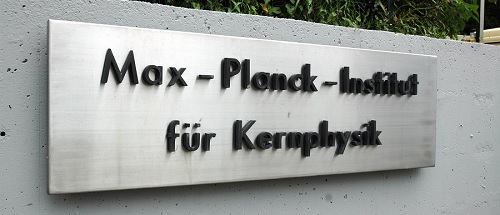 Max-Planck-Institut
für Kernphysik